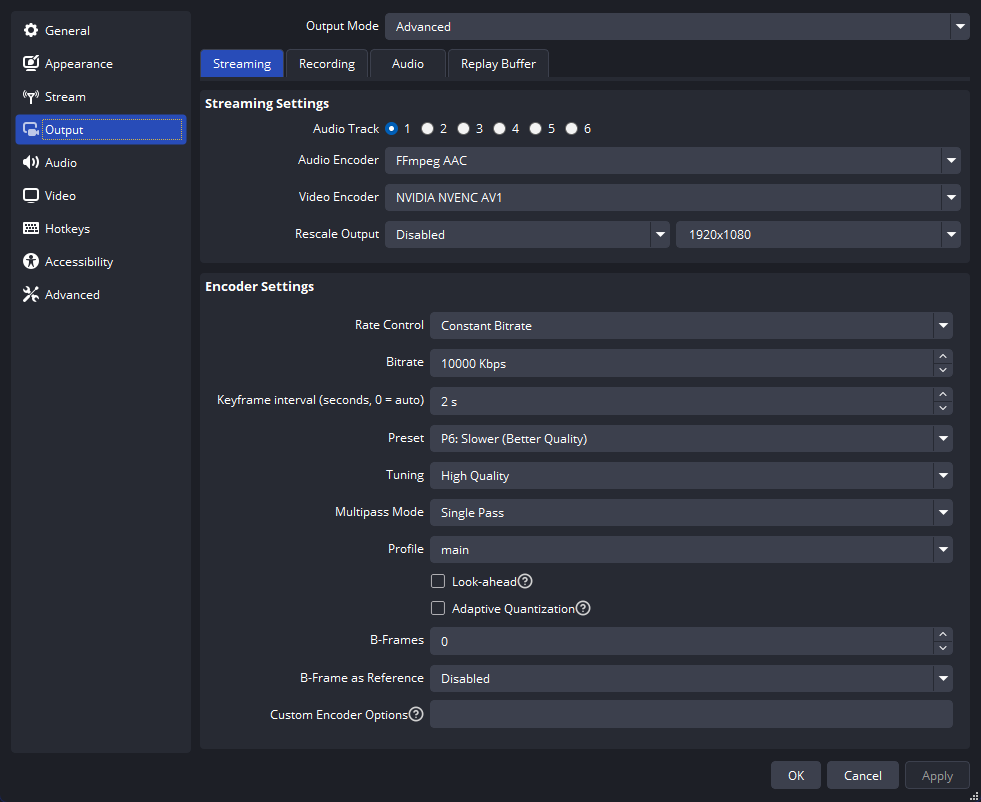 General
Appearance
Stream
Output
Audio
Video
Hotkeys
Accessibility
Advanced
Output Mode Advanced
Streaming Recording Audio Replay Buffer
Streaming Settings
Audio Track 1 2 3 4 5 6
Audio Encoder FFmpeg AAC
Video Encoder NVIDIA NVENC AV1
Rescale Output Disabled 1920x1080
Encoder Settings
Rate Control Constant Bitrate
Bitrate 10000 Kbps
Keyframe interval (seconds, 0 = auto) 2 s
Preset P6: Slower (Better Quality)
Tuning High Quality
Multipass Mode Single Pass
Profile main
Look-ahead ?
Adaptive Quantization ?
B-Frames 0
B-Frame as Reference Disabled
Custom Encoder Options ?
OK Cancel Apply